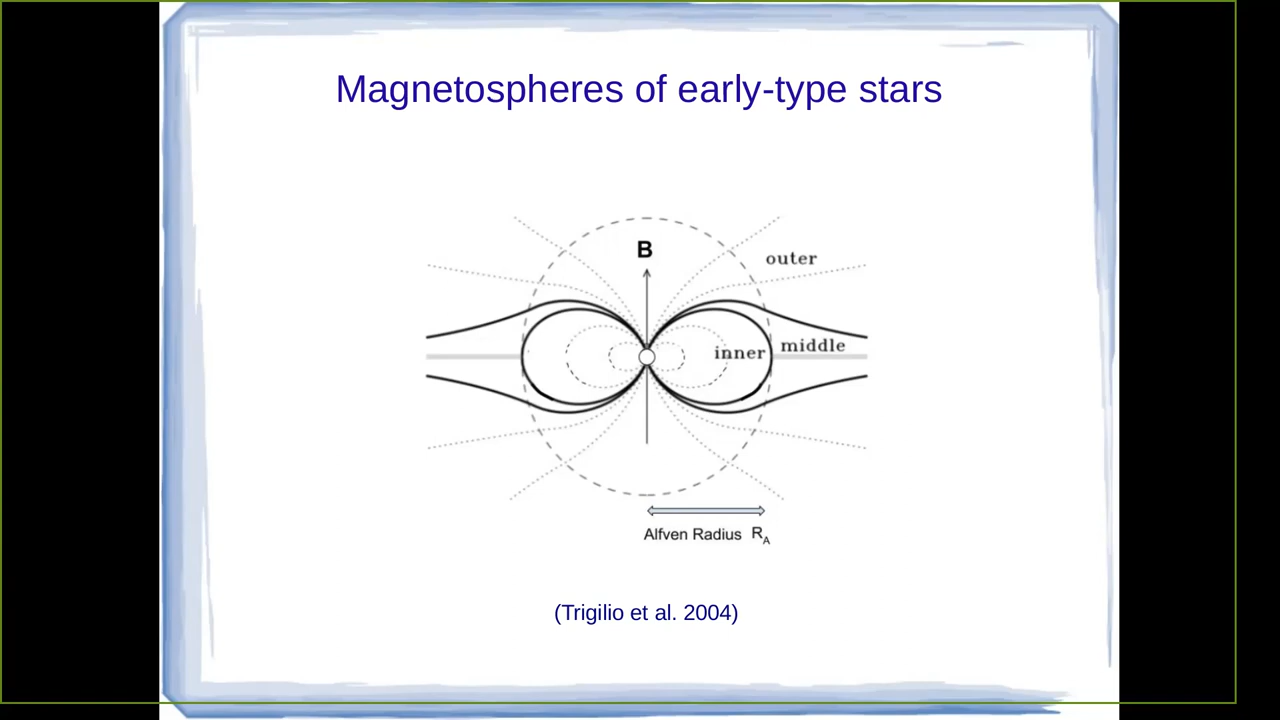 Magnetospheres of early-type stars
B
outer
inner middle
Alfven Radius R_A
(Trigilio et al. 2004)